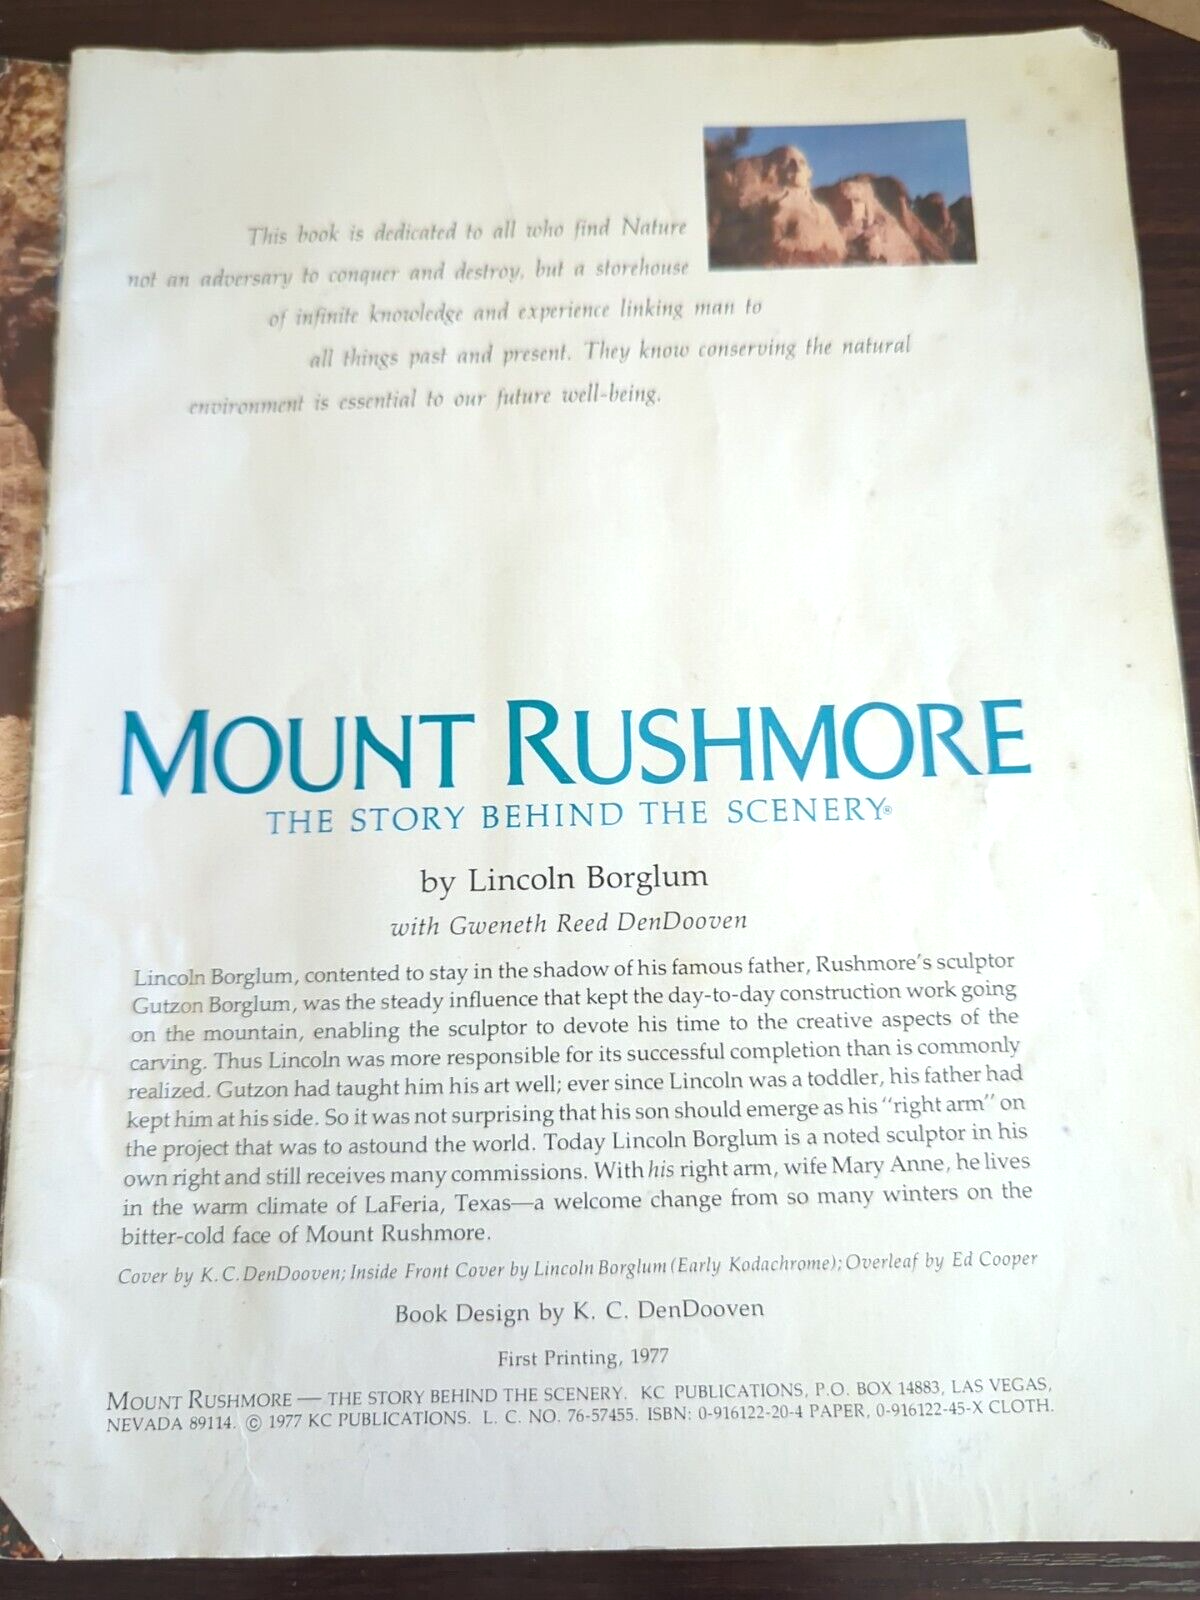 This book is dedicated to all who find Nature
not an adversary to conquer and destroy, but a storehouse
of infinite knowledge and experience linking man to
all things past and present. They know conserving the natural
environment is essential to our future well-being.
MOUNT RUSHMORE
THE STORY BEHIND THE SCENERY®
by Lincoln Borglum
with Gweneth Reed DenDooven
Lincoln Borglum, contented to stay in the shadow of his famous father, Rushmore's sculptor
Gutzon Borglum, was the steady influence that kept the day-to-day construction work going
on the mountain, enabling the sculptor to devote his time to the creative aspects of the
carving. Thus Lincoln was more responsible for its successful completion than is commonly
realized. Gutzon had taught him his art well; ever since Lincoln was a toddler, his father had
kept him at his side. So it was not surprising that his son should emerge as his "right arm" on
the project that was to astound the world. Today Lincoln Borglum is a noted sculptor in his
own right and still receives many commissions. With his right arm, wife Mary Anne, he lives
in the warm climate of LaFeria, Texas—a welcome change from so many winters on the
bitter-cold face of Mount Rushmore.
Cover by K. C. DenDooven; Inside Front Cover by Lincoln Borglum (Early Kodachrome); Overleaf by Ed Cooper
Book Design by K. C. DenDooven
First Printing, 1977
MOUNT RUSHMORE — THE STORY BEHIND THE SCENERY. KC PUBLICATIONS, P.O. BOX 14883, LAS VEGAS,
NEVADA 89114. © 1977 KC PUBLICATIONS. L. C. NO. 76-57455. ISBN: 0-916122-20-4 PAPER, 0-916122-45-X CLOTH.